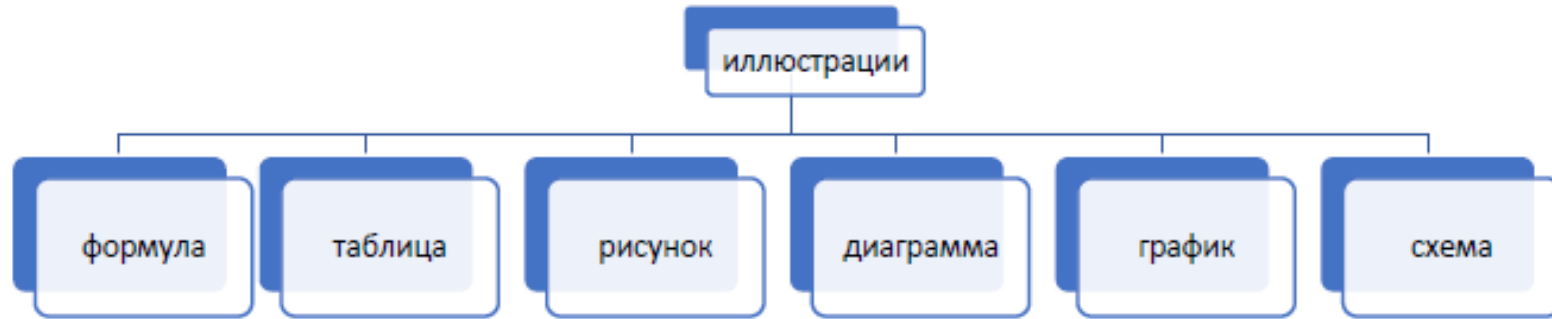 иллюстрации
формула
таблица
рисунок
диаграмма
график
схема